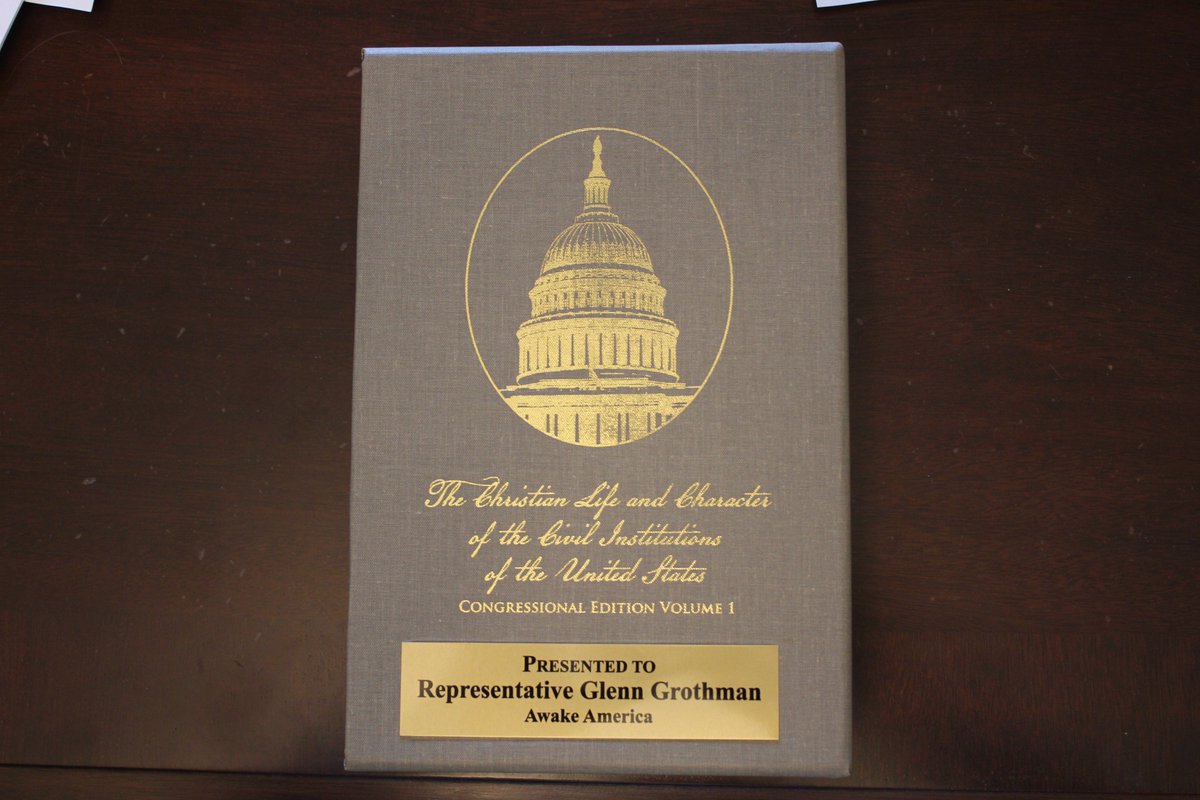 The Christian Life and Character
of the Civil Institutions
of the United States
Congressional Edition Volume 1
Presented to
Representative Glenn Grothman
Awake America